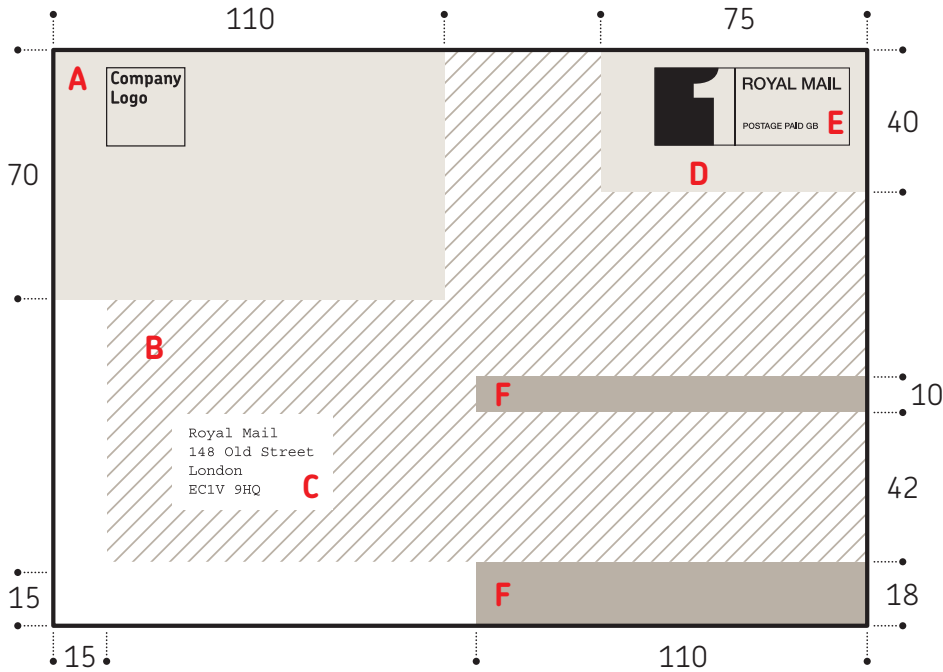 110
75
A
Company
Logo
ROYAL MAIL
POSTAGE PAID GB
E
40
D
70
B
F
10
Royal Mail
148 Old Street
London
EC1V 9HQ
C
42
15
F
18
15
110